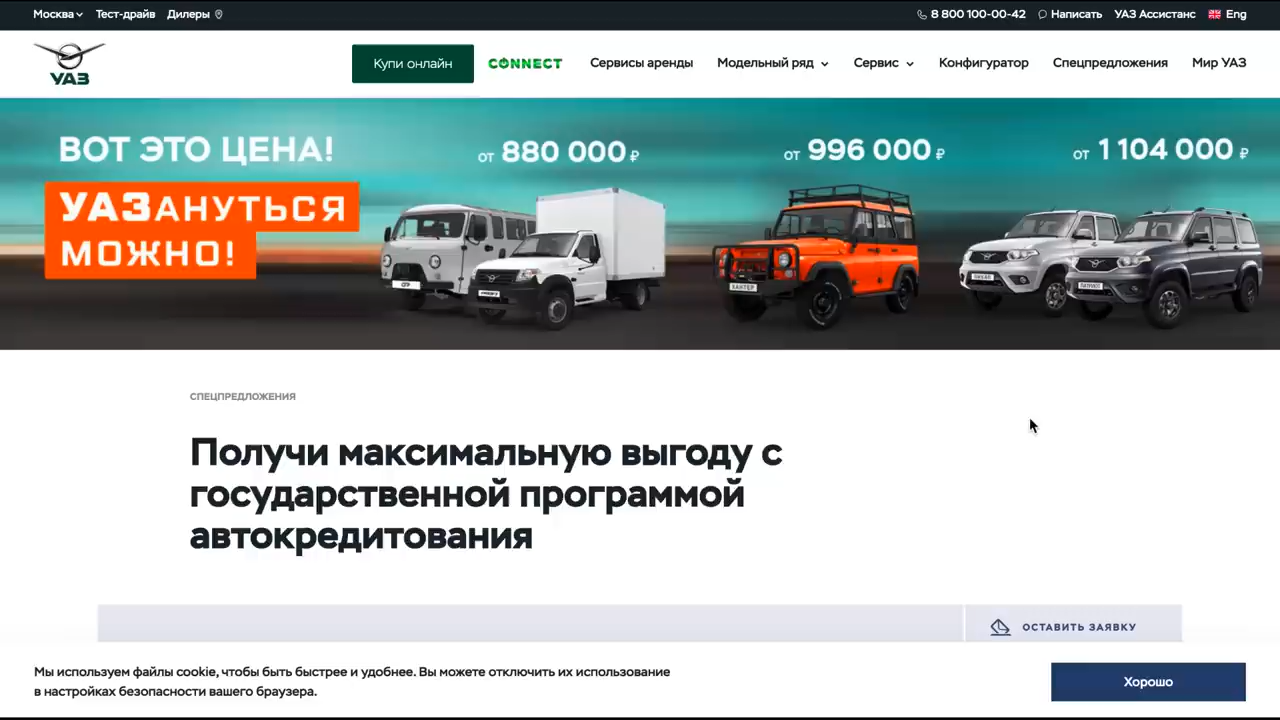 Москва
Тест-драйв
Дилеры
8 800 100-00-42
Написать
УАЗ Ассистанс
Eng
УАЗ
Купи онлайн
CONNECT
Сервисы аренды
Модельный ряд
Сервис
Конфигуратор
Спецпредложения
Мир УАЗ
ВОТ ЭТО ЦЕНА!
УАЗАНУТЬСЯ
МОЖНО!
от 880 000 ₽
от 996 000 ₽
от 1 104 000 ₽
ХАНТЕР
СПЕЦПРЕДЛОЖЕНИЯ
Получи максимальную выгоду с
государственной программой
автокредитования
ОСТАВИТЬ ЗАЯВКУ
Мы используем файлы cookie, чтобы быть быстрее и удобнее. Вы можете отключить их использование
в настройках безопасности вашего браузера.
Хорошо